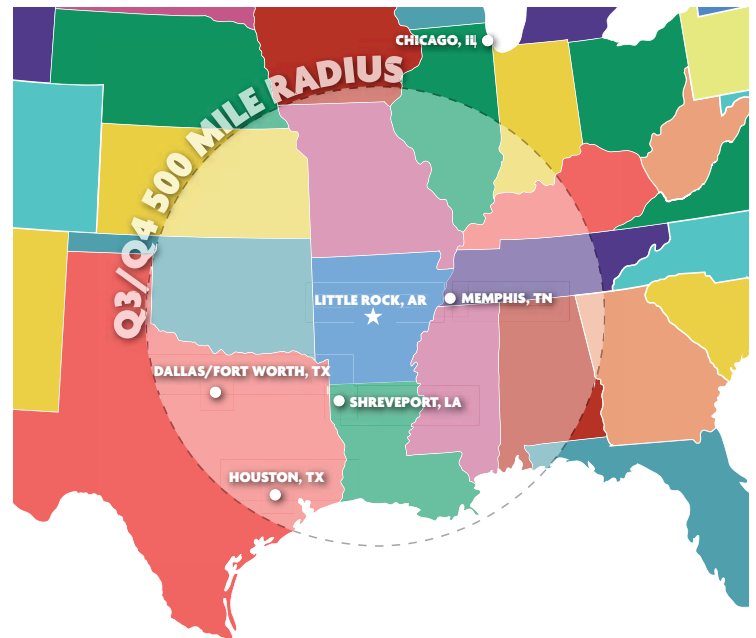 CHICAGO, IL
Q3/Q4 500 MILE RADIUS
LITTLE ROCK, AR
MEMPHIS, TN
DALLAS/FORT WORTH, TX
SHREVEPORT, LA
HOUSTON, TX